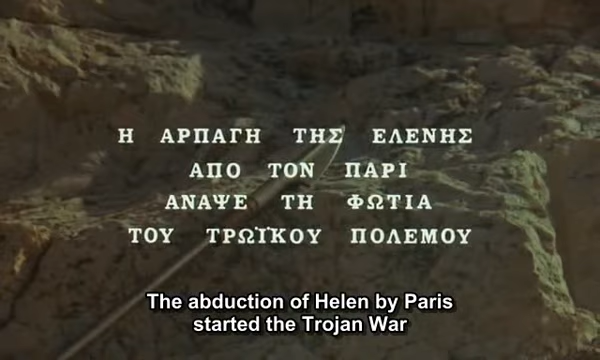 Η ΑΡΠΑΓΗ ΤΗΣ ΕΛΕΝΗΣ
ΑΠΟ ΤΟΝ ΠΑΡΙ
ΑΝΑΨΕ ΤΗ ΦΩΤΙΑ
ΤΟΥ ΤΡΩΪΚΟΥ ΠΟΛΕΜΟΥ
The abduction of Helen by Paris
started the Trojan War